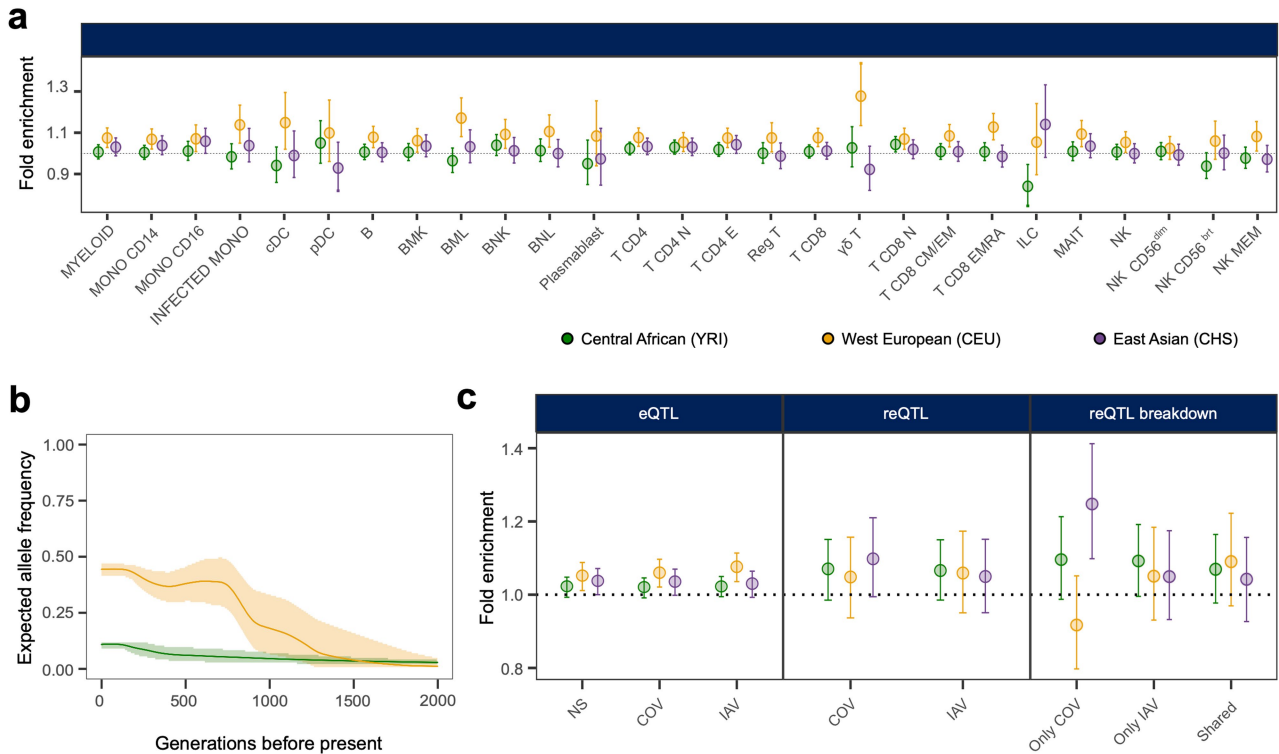 a
Fold enrichment
1.3
1.1
0.9
MYELOID
MONO CD14
MONO CD16
INFECTED MONO
cDC
pDC
B
BMK
BML
BNK
BNL
Plasmablast
T CD4
T CD4 N
T CD4 E
Reg T
T CD8
γδ T
T CD8 N
T CD8 CM/EM
T CD8 EMRA
ILC
MAIT
NK
NK CD56dim
NK CD56brt
NK MEM
Central African (YRI)
West European (CEU)
East Asian (CHS)
b
Expected allele frequency
1.00
0.75
0.50
0.25
0.00
0
500
1000
1500
2000
Generations before present
c
eQTL
reQTL
reQTL breakdown
Fold enrichment
1.4
1.2
1.0
0.8
NS
COV
IAV
COV
IAV
Only COV
Only IAV
Shared